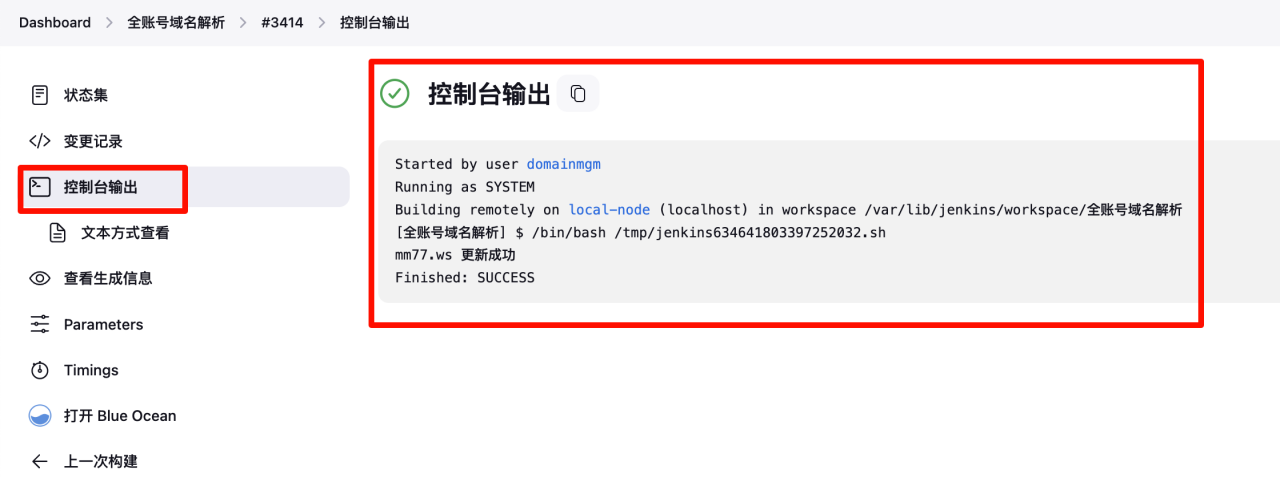 Dashboard > 全账号域名解析 > #3414 > 控制台输出
状态集
变更记录
控制台输出
文本方式查看
查看生成信息
Parameters
Timings
打开 Blue Ocean
上一次构建
控制台输出
Started by user domainmgm
Running as SYSTEM
Building remotely on local-node (localhost) in workspace /var/lib/jenkins/workspace/全账号域名解析
[全账号域名解析] $ /bin/bash /tmp/jenkins634641803397252032.sh
mm77.ws 更新成功
Finished: SUCCESS